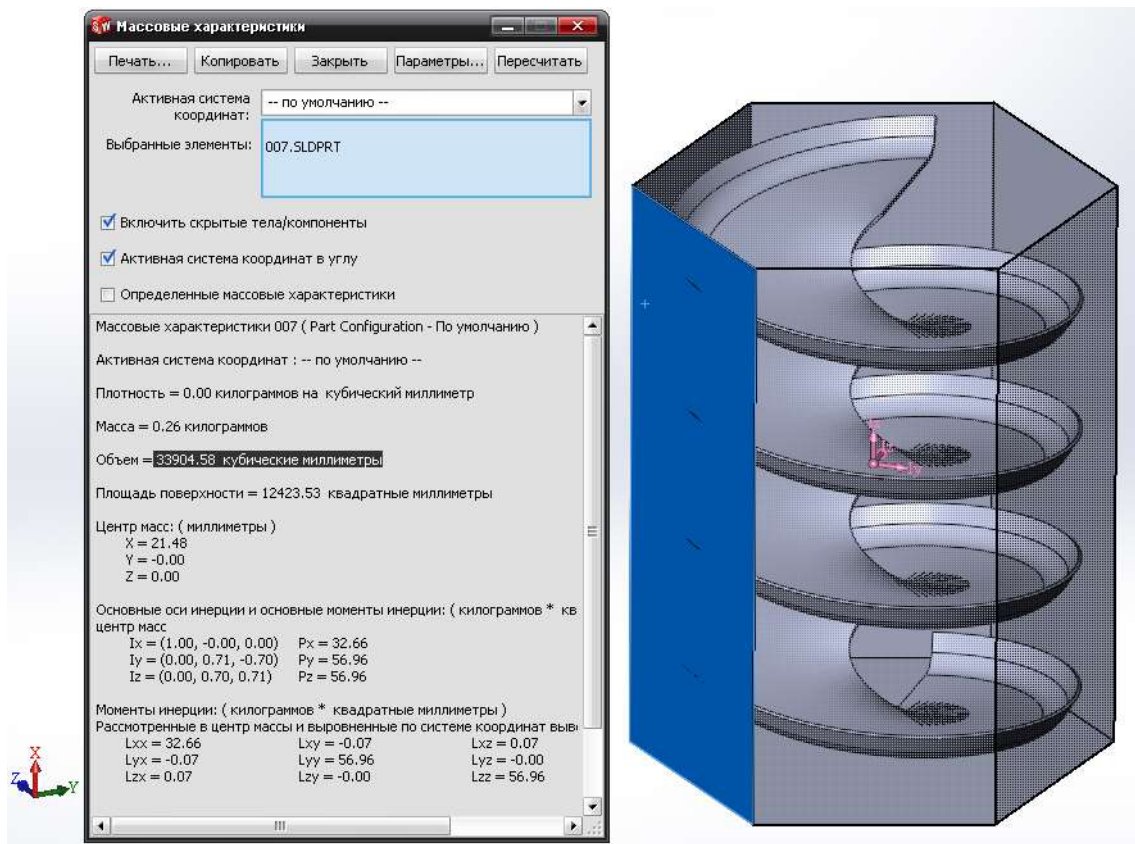 Массовые характеристики
Печать... Копировать Закрыть Параметры... Пересчитать
Активная система координат: -- по умолчанию --
Выбранные элементы: 007.SLDPRT
Включить скрытые тела/компоненты
Активная система координат в углу
Определенные массовые характеристики
Массовые характеристики 007 ( Part Configuration - По умолчанию )
Активная система координат : -- по умолчанию --
Плотность = 0.00 килограммов на кубический миллиметр
Масса = 0.26 килограммов
Объем = 33904.58 кубические миллиметры
Площадь поверхности = 12423.53 квадратные миллиметры
Центр масс: ( миллиметры )
X = 21.48
Y = -0.00
Z = 0.00
Основные оси инерции и основные моменты инерции: ( килограммов * кв
центр масс
Ix = (1.00, -0.00, 0.00) Px = 32.66
Iy = (0.00, 0.71, -0.70) Py = 56.96
Iz = (0.00, 0.70, 0.71) Pz = 56.96
Моменты инерции: ( килограммов * квадратные миллиметры )
Рассмотренные в центр массы и выровненные по системе координат выв
Lxx = 32.66 Lxy = -0.07 Lxz = 0.07
Lyx = -0.07 Lyy = 56.96 Lyz = -0.00
Lzx = 0.07 Lzy = -0.00 Lzz = 56.96
X
Z
Y